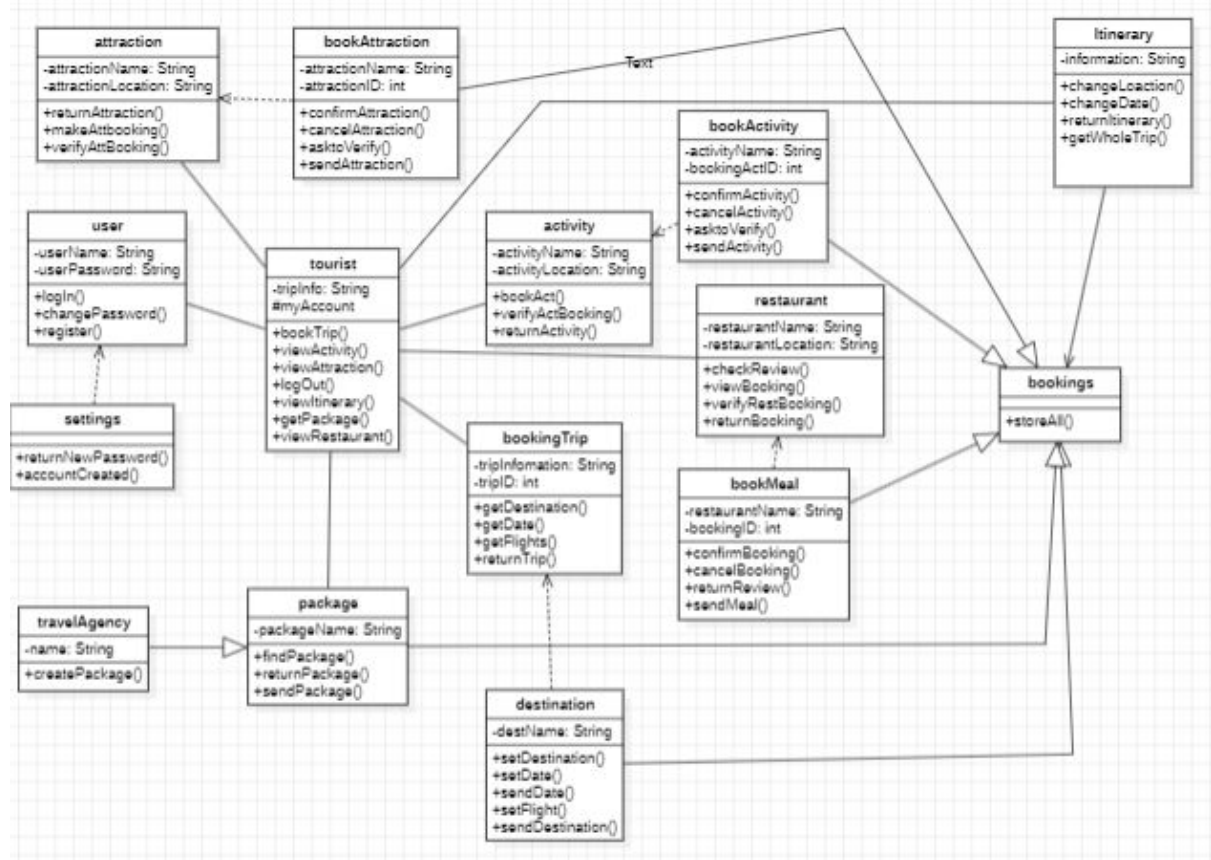 attraction
-attractionName: String
-attractionLocation: String
+returnAttraction()
+makeAttbooking()
+verifyAttBooking()
bookAttraction
-attractionName: String
-attractionID: int
+confirmAttraction()
+cancelAttraction()
+asktoVerify()
+sendAttraction()
Text
Itinerary
-information: String
+changeLoaction()
+changeDate()
+returnItinerary()
+getWholeTrip()
bookActivity
-activityName: String
-bookingActID: int
+confirmActivity()
+cancelActivity()
+asktoVerify()
+sendActivity()
user
-userName: String
-userPassword: String
+logIn()
+changePassword()
+register()
tourist
-tripInfo: String
#myAccount
+bookTrip()
+viewActivity()
+viewAttraction()
+logOut()
+viewItinerary()
+getPackage()
+viewRestaurant()
activity
-activityName: String
-activityLocation: String
+bookAct()
+verifyActBooking()
+returnActivity()
restaurant
-restaurantName: String
-restaurantLocation: String
+checkReview()
+viewBooking()
+verifyRestBooking()
+returnBooking()
bookings
+storeAll()
settings
+returnNewPassword()
+accountCreated()
bookingTrip
-tripInfomation: String
-tripID: int
+getDestination()
+getDate()
+getFlights()
+returnTrip()
bookMeal
-restaurantName: String
-bookingID: int
+confirmBooking()
+cancelBooking()
+returnReview()
+sendMeal()
travelAgency
-name: String
+createPackage()
package
-packageName: String
+findPackage()
+returnPackage()
+sendPackage()
destination
-destName: String
+setDestination()
+setDate()
+sendDate()
+setFlight()
+sendDestination()